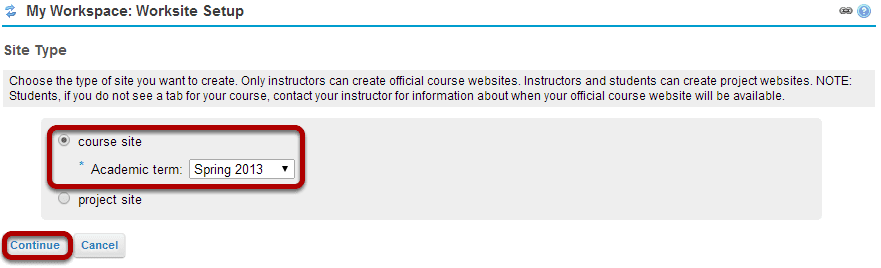 My Workspace: Worksite Setup
Site Type
Choose the type of site you want to create. Only instructors can create official course websites. Instructors and students can create project websites. NOTE:
Students, if you do not see a tab for your course, contact your instructor for information about when your official course website will be available.
course site
* Academic term: Spring 2013
project site
Continue Cancel